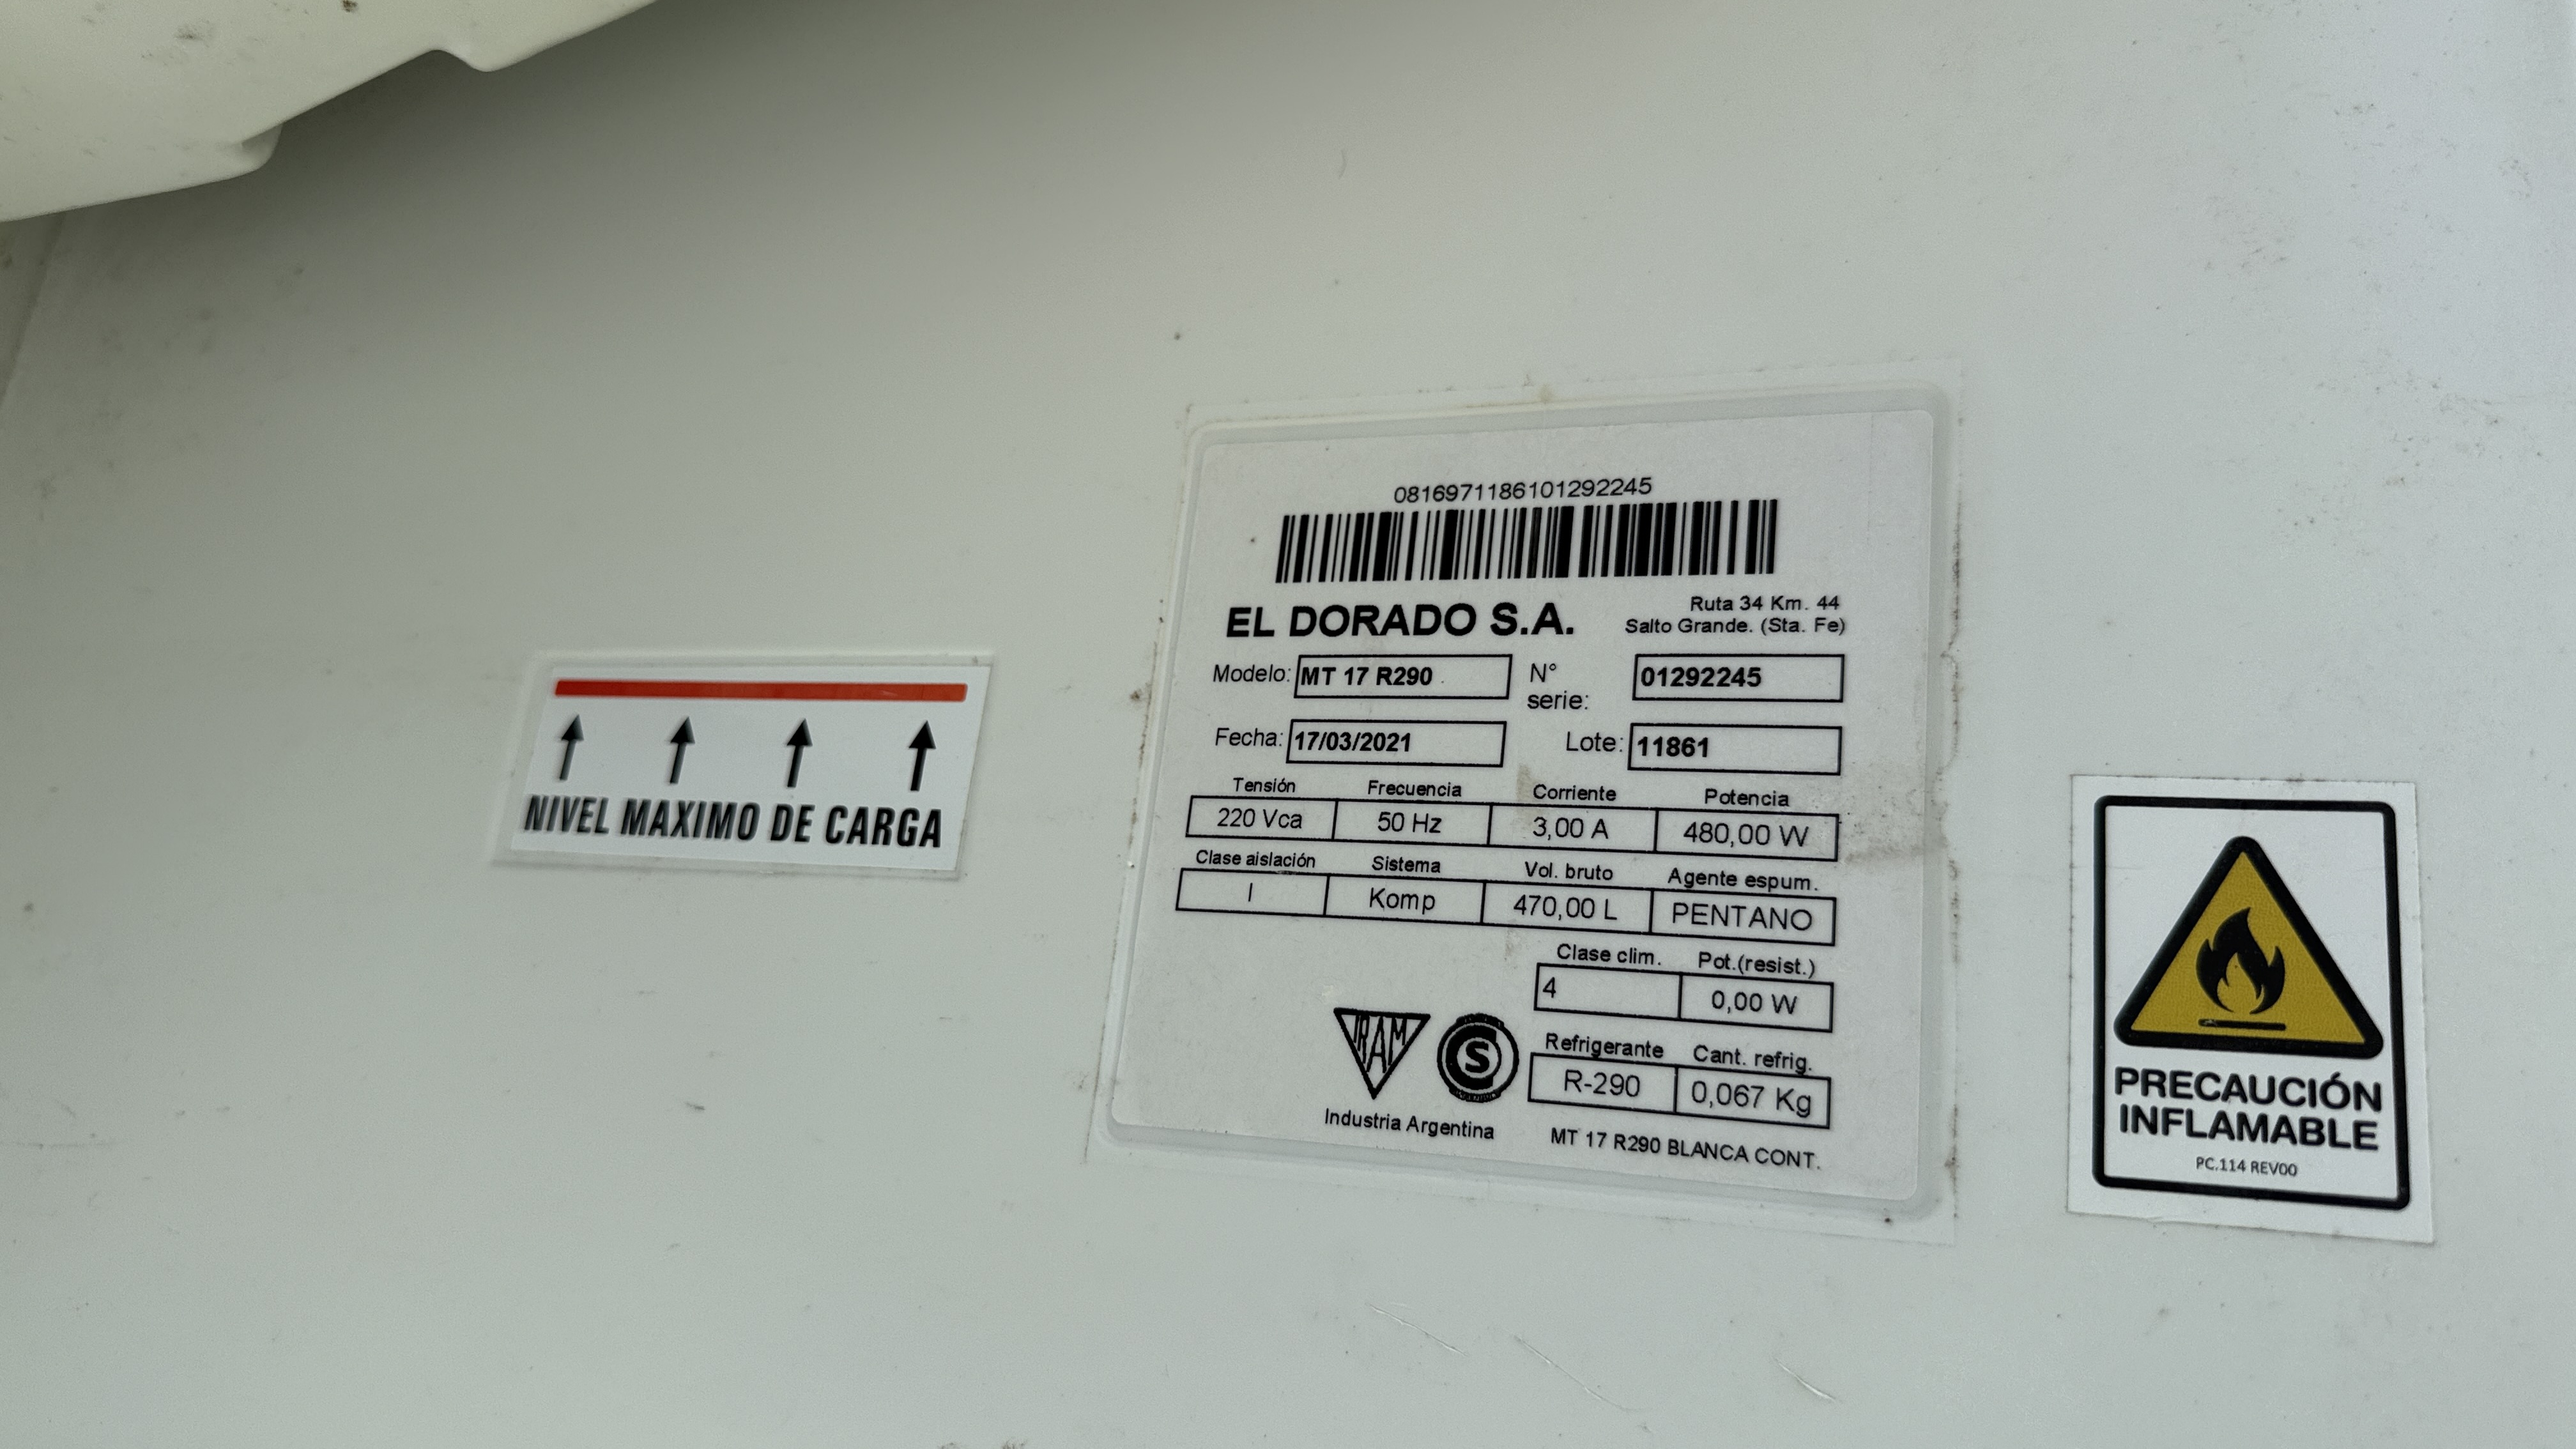 NIVEL MAXIMO DE CARGA
0816971186101292245
EL DORADO S.A.
Ruta 34 Km. 44
Salto Grande. (Sta. Fe)
Modelo: MT 17 R290
N° serie: 01292245
Fecha: 17/03/2021
Lote: 11861
Tensión Frecuencia Corriente Potencia
220 Vca 50 Hz 3,00 A 480,00 W
Clase aislación Sistema Vol. bruto Agente espum.
I Komp 470,00 L PENTANO
Clase clim. Pot.(resist.)
4 0,00 W
IRAM S
Refrigerante Cant. refrig.
R-290 0,067 Kg
Industria Argentina
MT 17 R290 BLANCA CONT.
PRECAUCIÓN
INFLAMABLE
PC.114 REV00